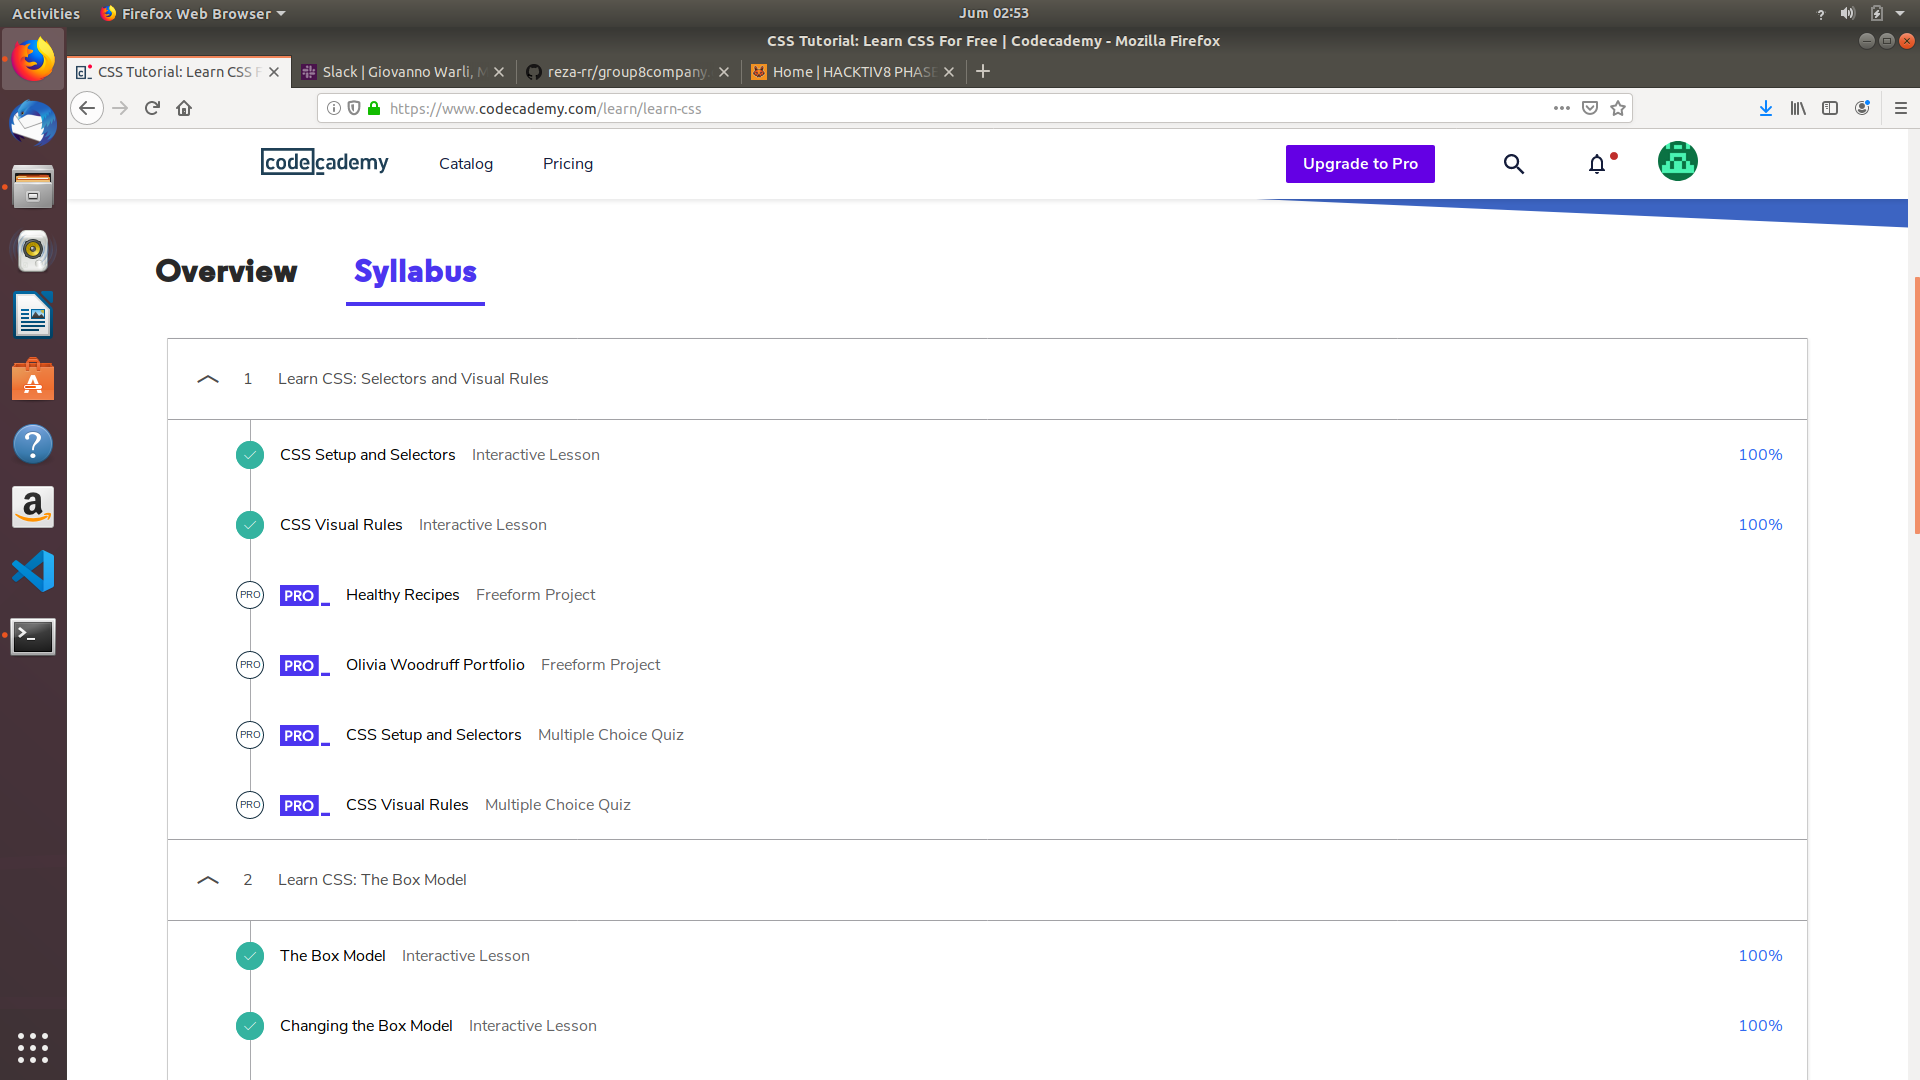 Activities Firefox Web Browser Jum 02:53 ?
CSS Tutorial: Learn CSS For Free | Codecademy - Mozilla Firefox
CSS Tutorial: Learn CSS F Slack | Giovanno Warli, M reza-rr/group8company. Home | HACKTIV8 PHASE
https://www.codecademy.com/learn/learn-css
codecademy Catalog Pricing Upgrade to Pro
Overview Syllabus
1 Learn CSS: Selectors and Visual Rules
CSS Setup and Selectors Interactive Lesson 100%
CSS Visual Rules Interactive Lesson 100%
PRO PRO_ Healthy Recipes Freeform Project
PRO PRO_ Olivia Woodruff Portfolio Freeform Project
PRO PRO_ CSS Setup and Selectors Multiple Choice Quiz
PRO PRO_ CSS Visual Rules Multiple Choice Quiz
2 Learn CSS: The Box Model
The Box Model Interactive Lesson 100%
Changing the Box Model Interactive Lesson 100%